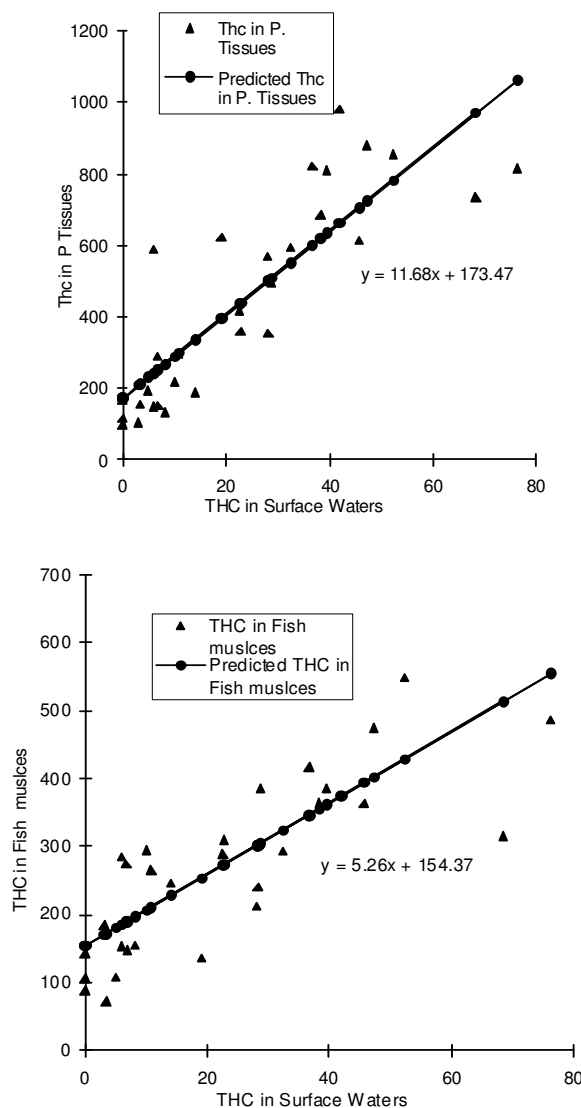 Thc in P.
Tissues
Predicted Thc
in P. Tissues
1200
1000
800
600
400
200
0
Thc in P Tissues
y = 11.68x + 173.47
0 20 40 60 80
THC in Surface Waters
THC in Fish
muslces
Predicted THC in
Fish muslces
700
600
500
400
300
200
100
0
THC in Fish muslces
y = 5.26x + 154.37
0 20 40 60 80
THC in Surface Waters